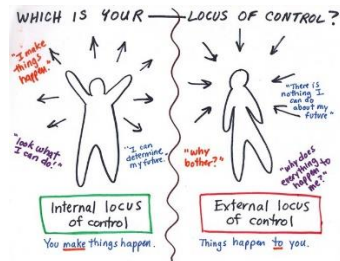 WHICH IS YOUR LOCUS OF CONTROL?
"I make
things
happen."
"look what
I can do!"
"I can
determine
my future.
Internal locus
of control
You make things happen.
"There is
nothing I
can do
about my
future"
"why
bother?"
"why does
everything
happen to
me?"
External locus
of control
Things happen to you.